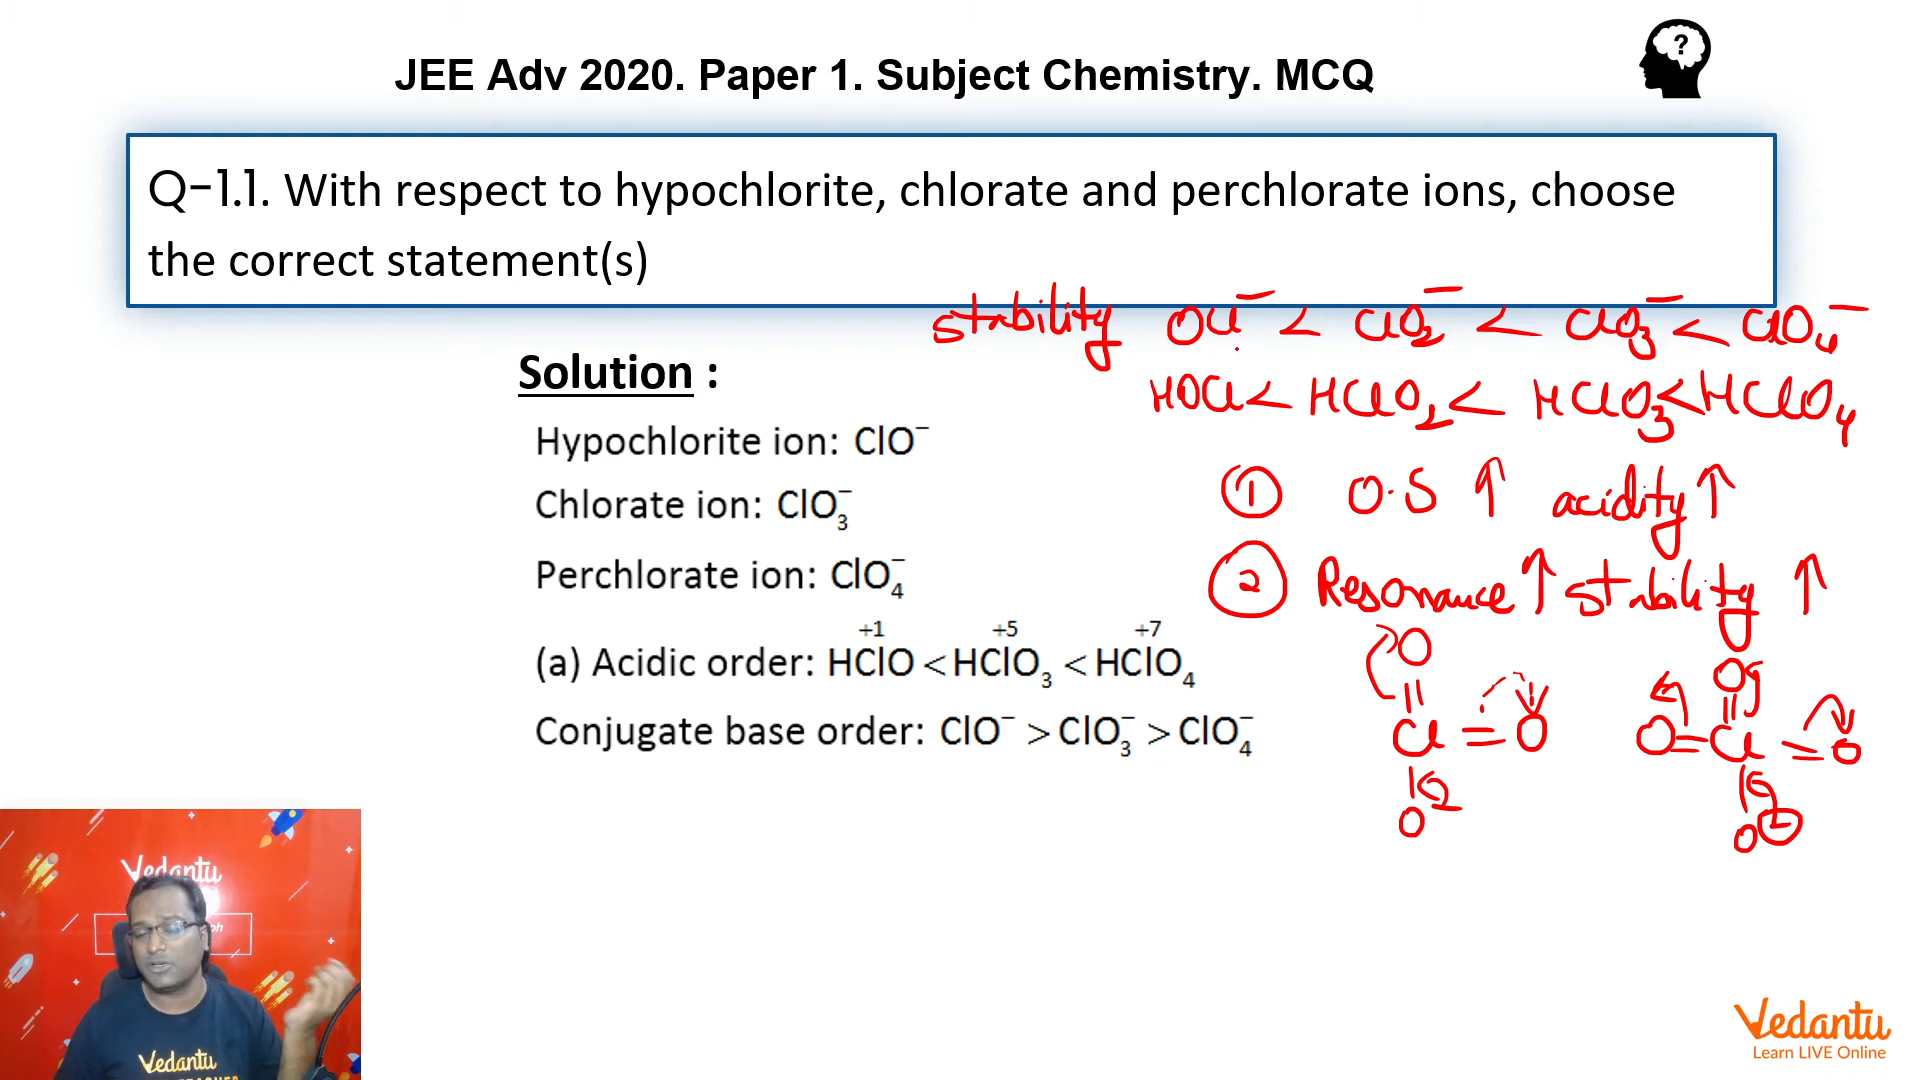 JEE Adv 2020. Paper 1. Subject Chemistry. MCQ
?
Q-1.1. With respect to hypochlorite, chlorate and perchlorate ions, choose
the correct statement(s)
stability OCl⁻ < ClO₂⁻ < ClO₃⁻ < ClO₄⁻
HOCl < HClO₂ < HClO₃ < HClO₄
Solution :
Hypochlorite ion: ClO⁻
Chlorate ion: ClO₃⁻
Perchlorate ion: ClO₄⁻
① O.S ↑ acidity ↑
② Resonance ↑ stability ↑
+1 +5 +7
(a) Acidic order: HClO < HClO₃ < HClO₄
Conjugate base order: ClO⁻ > ClO₃⁻ > ClO₄⁻
O O
Cl = O O = Cl = O
O O⊖
Vedantu
Vedantu
Vedantu
Learn LIVE Online